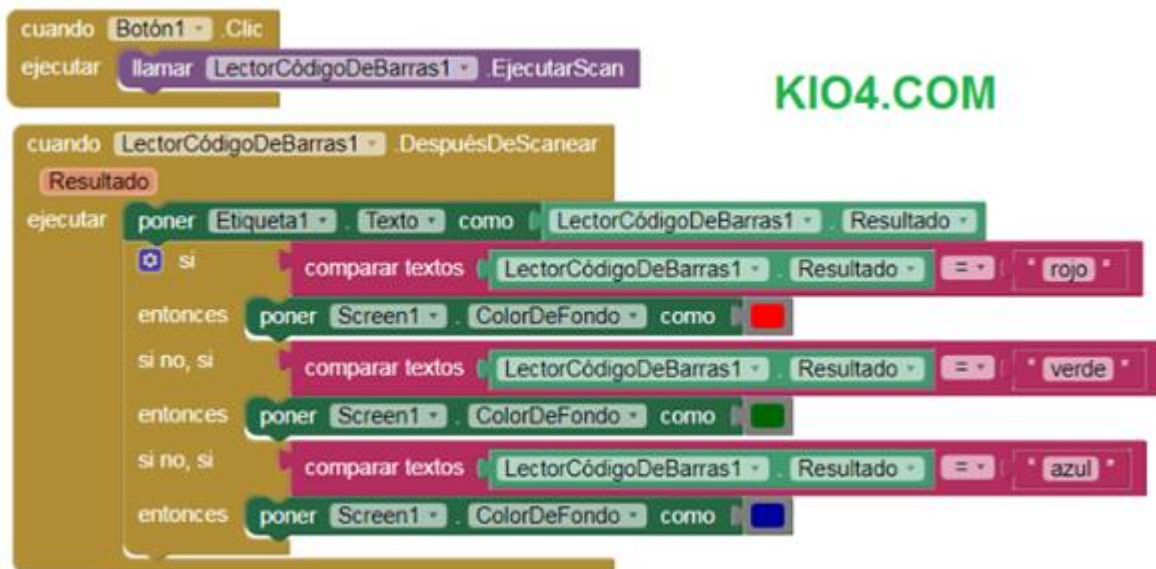 cuando Botón1 .Clic
ejecutar llamar LectorCódigoDeBarras1 .EjecutarScan
KIO4.COM
cuando LectorCódigoDeBarras1 .DespuésDeScanear
Resultado
ejecutar poner Etiqueta1 . Texto como LectorCódigoDeBarras1 . Resultado
si comparar textos LectorCódigoDeBarras1 . Resultado = " rojo "
entonces poner Screen1 . ColorDeFondo como
si no, si comparar textos LectorCódigoDeBarras1 . Resultado = " verde "
entonces poner Screen1 . ColorDeFondo como
si no, si comparar textos LectorCódigoDeBarras1 . Resultado = " azul "
entonces poner Screen1 . ColorDeFondo como